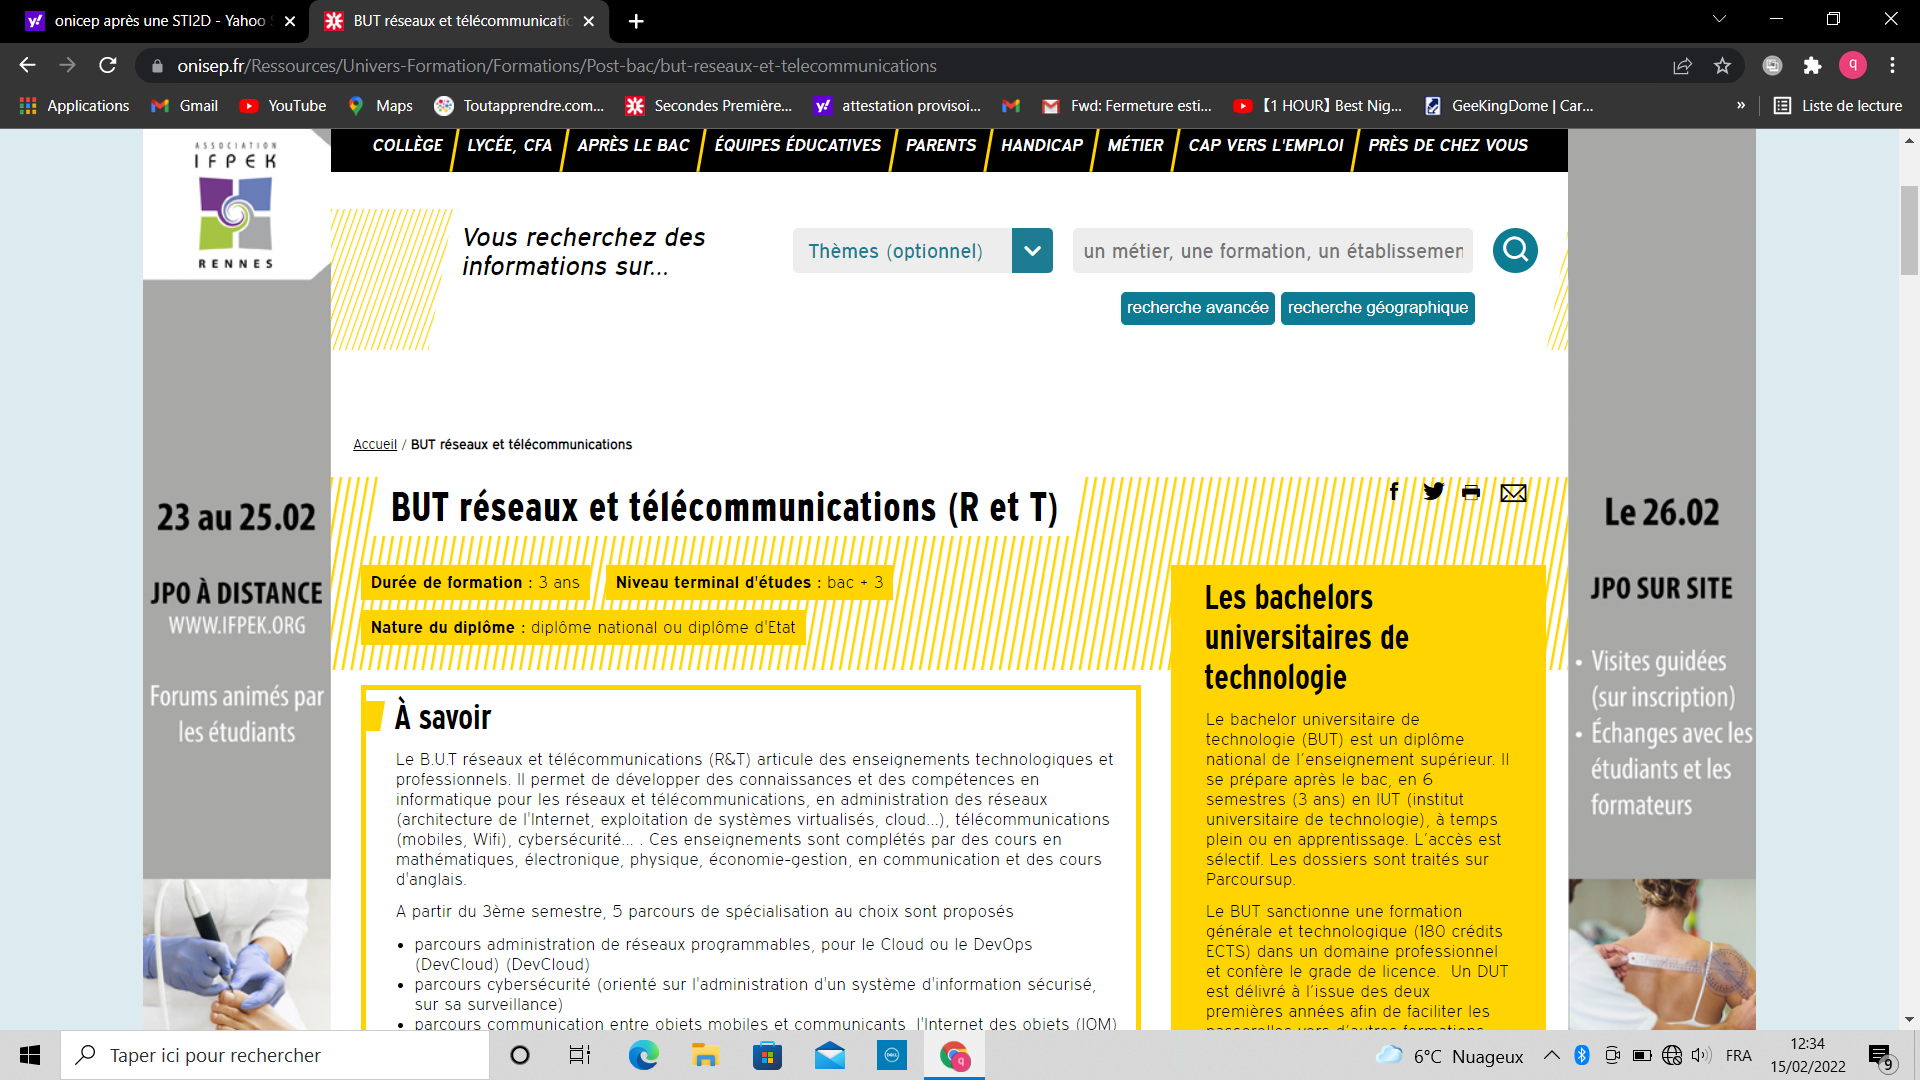 onicep après une STI2D - Yahoo
BUT réseaux et télécommunicatio
onisep.fr/Ressources/Univers-Formation/Formations/Post-bac/but-reseaux-et-telecommunications
q
Applications
Gmail
YouTube
Maps
Toutapprendre.com...
Secondes Première...
attestation provisoi...
Fwd: Fermeture esti...
【1 HOUR】Best Nig...
GeeKingDome | Car...
»
Liste de lecture
ASSOCIATION
IFPEK
RENNES
COLLÈGE
LYCÉE, CFA
APRÈS LE BAC
ÉQUIPES ÉDUCATIVES
PARENTS
HANDICAP
MÉTIER
CAP VERS L'EMPLOI
PRÈS DE CHEZ VOUS
Vous recherchez des
informations sur...
Thèmes (optionnel)
un métier, une formation, un établissemen
recherche avancée
recherche géographique
Accueil / BUT réseaux et télécommunications
BUT réseaux et télécommunications (R et T)
Durée de formation : 3 ans
Niveau terminal d'études : bac + 3
Nature du diplôme : diplôme national ou diplôme d'Etat
23 au 25.02
JPO À DISTANCE
WWW.IFPEK.ORG
Forums animés par
les étudiants
À savoir
Le B.U.T réseaux et télécommunications (R&T) articule des enseignements technologiques et
professionnels. Il permet de développer des connaissances et des compétences en
informatique pour les réseaux et télécommunications, en administration des réseaux
(architecture de l'Internet, exploitation de systèmes virtualisés, cloud...), télécommunications
(mobiles, Wifi), cybersécurité... . Ces enseignements sont complétés par des cours en
mathématiques, électronique, physique, économie-gestion, en communication et des cours
d'anglais.
A partir du 3ème semestre, 5 parcours de spécialisation au choix sont proposés
• parcours administration de réseaux programmables, pour le Cloud ou le DevOps
(DevCloud) (DevCloud)
• parcours cybersécurité (orienté sur l'administration d'un système d'information sécurisé,
sur sa surveillance)
• parcours communication entre objets mobiles et communicants, l'Internet des objets (IOM)
Les bachelors
universitaires de
technologie
Le bachelor universitaire de
technologie (BUT) est un diplôme
national de l’enseignement supérieur. Il
se prépare après le bac, en 6
semestres (3 ans) en IUT (institut
universitaire de technologie), à temps
plein ou en apprentissage. L’accès est
sélectif. Les dossiers sont traités sur
Parcoursup.
Le BUT sanctionne une formation
générale et technologique (180 crédits
ECTS) dans un domaine professionnel
et confère le grade de licence. Un DUT
est délivré à l’issue des deux
premières années afin de faciliter les
passerelles vers d’autres formations
Le 26.02
JPO SUR SITE
• Visites guidées
(sur inscription)
• Échanges avec les
étudiants et les
formateurs
Taper ici pour rechercher
DELL
q
6°C Nuageux
FRA
12:34
15/02/2022
9